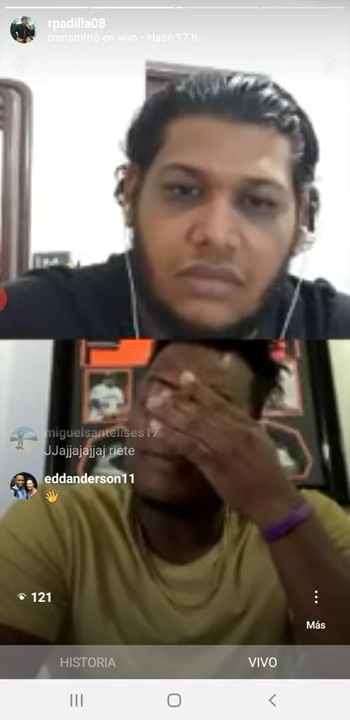 rpadilla08
transmitió en vivo • Hace 17 h
miguelsantelises17
JJajjajajjaj riete
eddanderson11
👋
121
Más
HISTORIA
VIVO